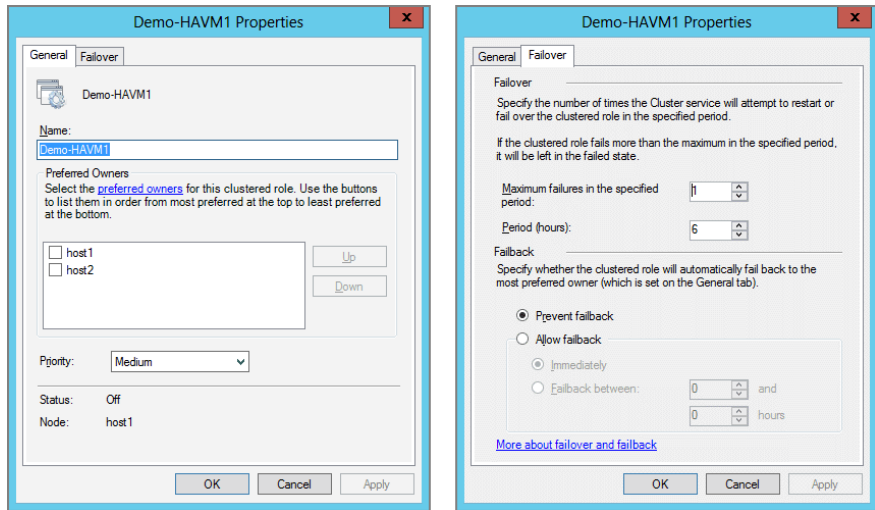 Demo-HAVM1 Properties
x
General
Failover
Demo-HAVM1
Name:
Demo-HAVM1
Preferred Owners
Select the preferred owners for this clustered role. Use the buttons
to list them in order from most preferred at the top to least preferred
at the bottom.
host1
host2
Up
Down
Priority:
Medium
Status:
Off
Node:
host1
OK
Cancel
Apply
Demo-HAVM1 Properties
x
General
Failover
Failover
Specify the number of times the Cluster service will attempt to restart or
fail over the clustered role in the specified period.
If the clustered role fails more than the maximum in the specified period,
it will be left in the failed state.
Maximum failures in the specified
period:
1
Period (hours):
6
Failback
Specify whether the clustered role will automatically fail back to the
most preferred owner (which is set on the General tab).
Prevent failback
Allow failback
Immediately
Failback between:
0
and
0
hours
More about failover and failback
OK
Cancel
Apply